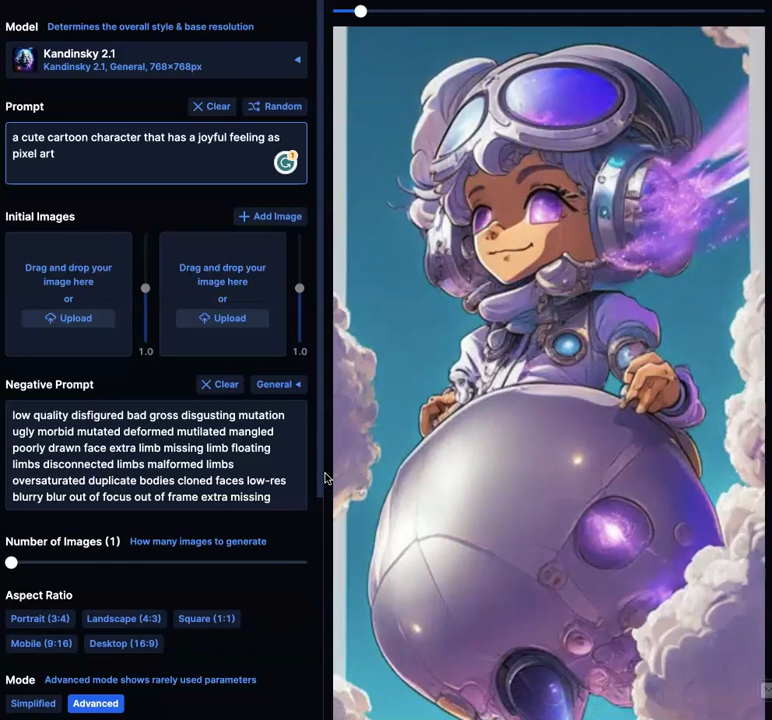 Model Determines the overall style & base resolution
Kandinsky 2.1
Kandinsky 2.1, General, 768×768px
Prompt Clear Random
a cute cartoon character that has a joyful feeling as
pixel art
1
Initial Images Add Image
Drag and drop your Drag and drop your
image here image here
or or
Upload Upload
1.0 1.0
Negative Prompt Clear General
low quality disfigured bad gross disgusting mutation
ugly morbid mutated deformed mutilated mangled
poorly drawn face extra limb missing limb floating
limbs disconnected limbs malformed limbs
oversaturated duplicate bodies cloned faces low-res
blurry blur out of focus out of frame extra missing
Number of Images (1) How many images to generate
Aspect Ratio
Portrait (3:4) Landscape (4:3) Square (1:1)
Mobile (9:16) Desktop (16:9)
Mode Advanced mode shows rarely used parameters
Simplified Advanced